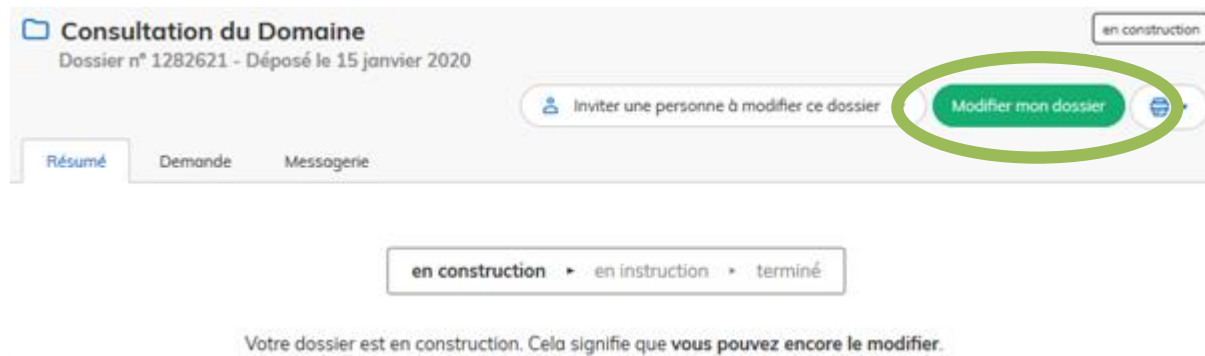 Consultation du Domaine
en construction
Dossier n° 1282621 - Déposé le 15 janvier 2020
Inviter une personne à modifier ce dossier
Modifier mon dossier
Résumé Demande Messagerie
en construction ▸ en instruction ▸ terminé
Votre dossier est en construction. Cela signifie que vous pouvez encore le modifier.